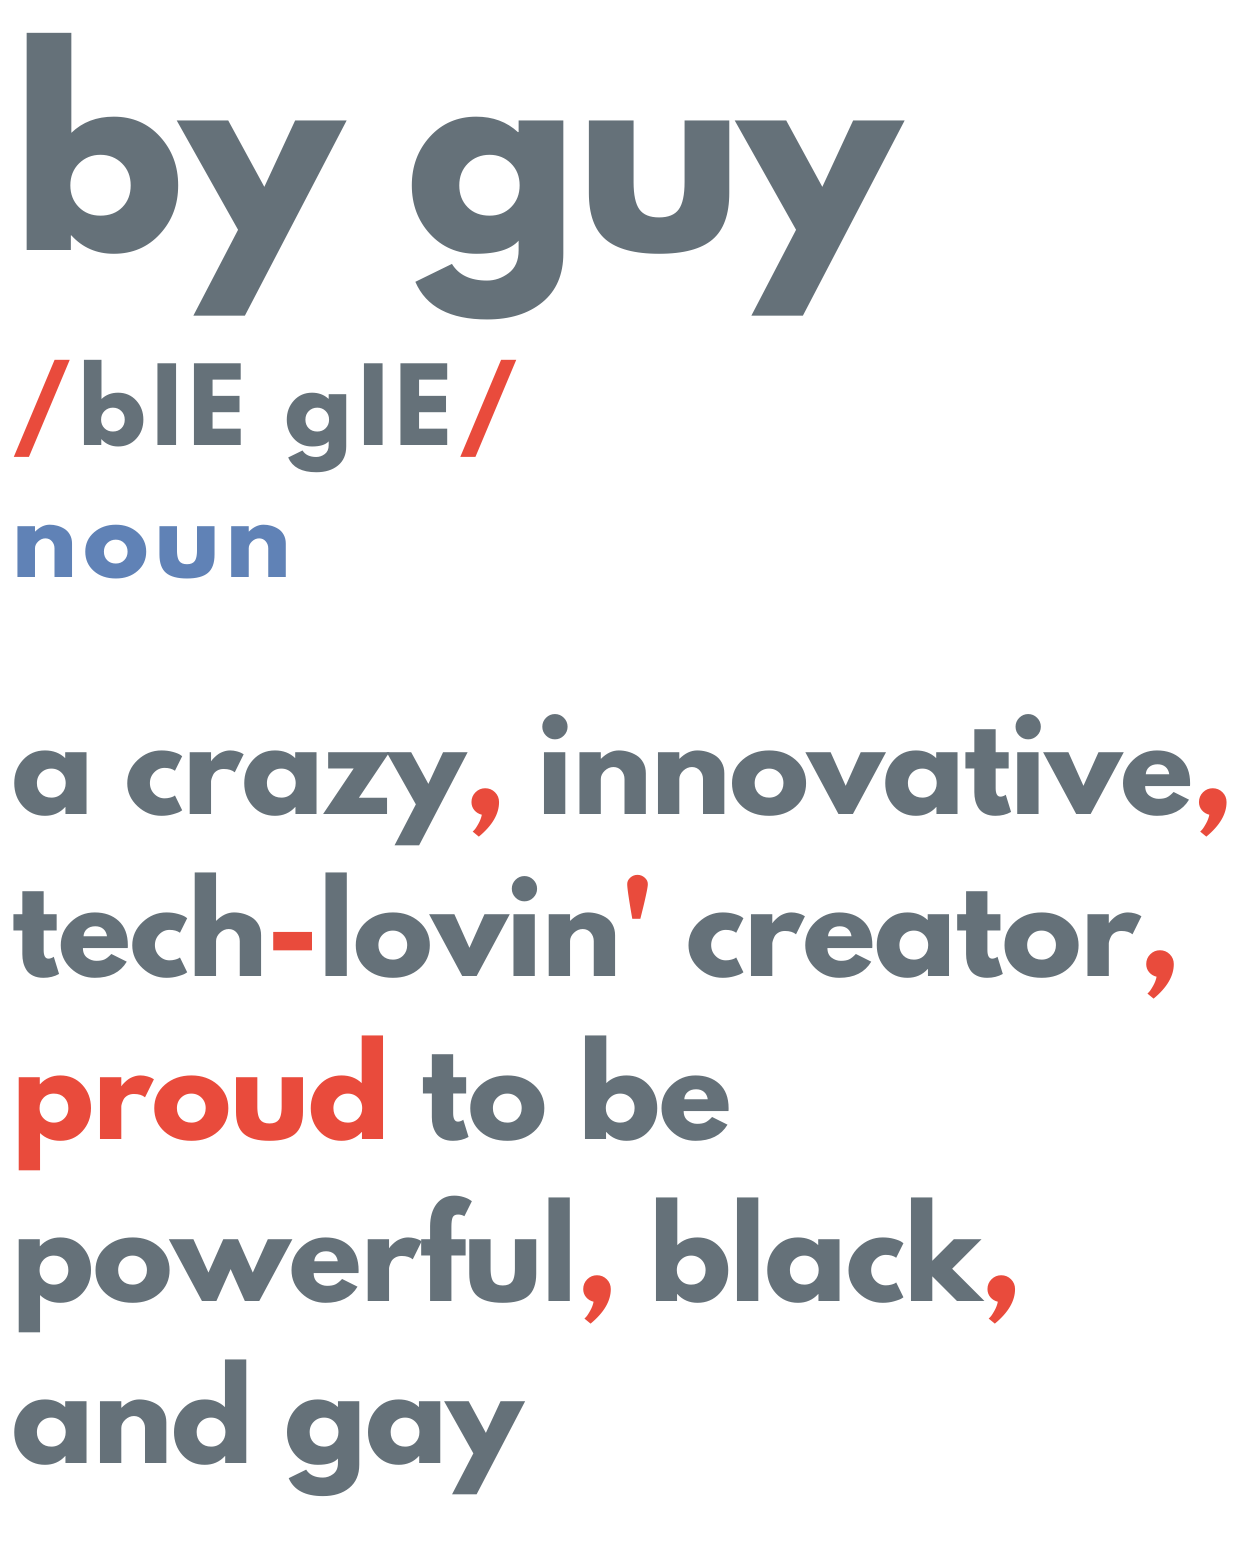 by guy
/bIE gIE/
noun
a crazy, innovative,
tech-lovin' creator,
proud to be
powerful, black,
and gay